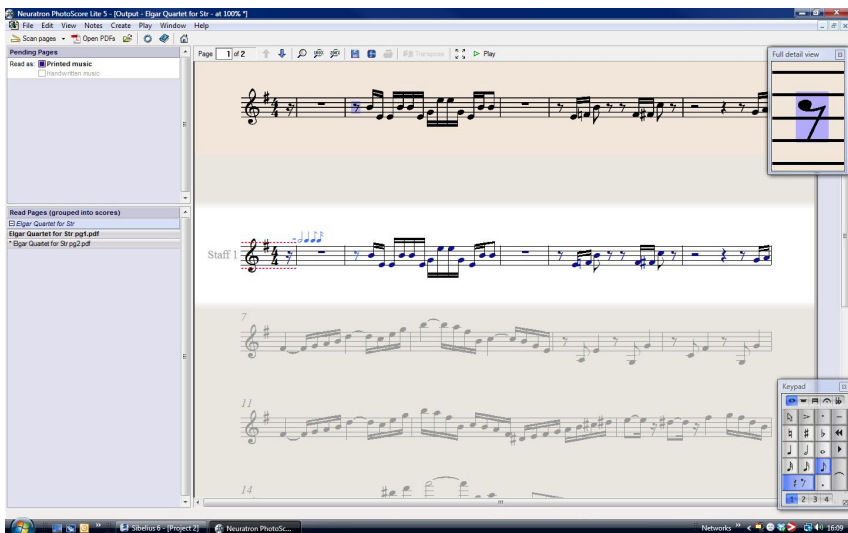 Neuratron PhotoScore Lite 5 - [Output - Elgar Quartet for Str - at 100% *]
File Edit View Notes Create Play Window Help
Scan pages Open PDFs
Pending Pages
Read as: Printed music
Handwritten music
Page 1 of 2 Transpose Play
Full detail view
Read Pages (grouped into scores)
Elgar Quartet for Str
Elgar Quartet for Str pg1.pdf
* Elgar Quartet for Str pg2.pdf
Staff 1
7
11
14
Keypad
1 2 3 4
Sibelius 6 - [Project 2] Neuratron PhotoSc... Networks 16:09